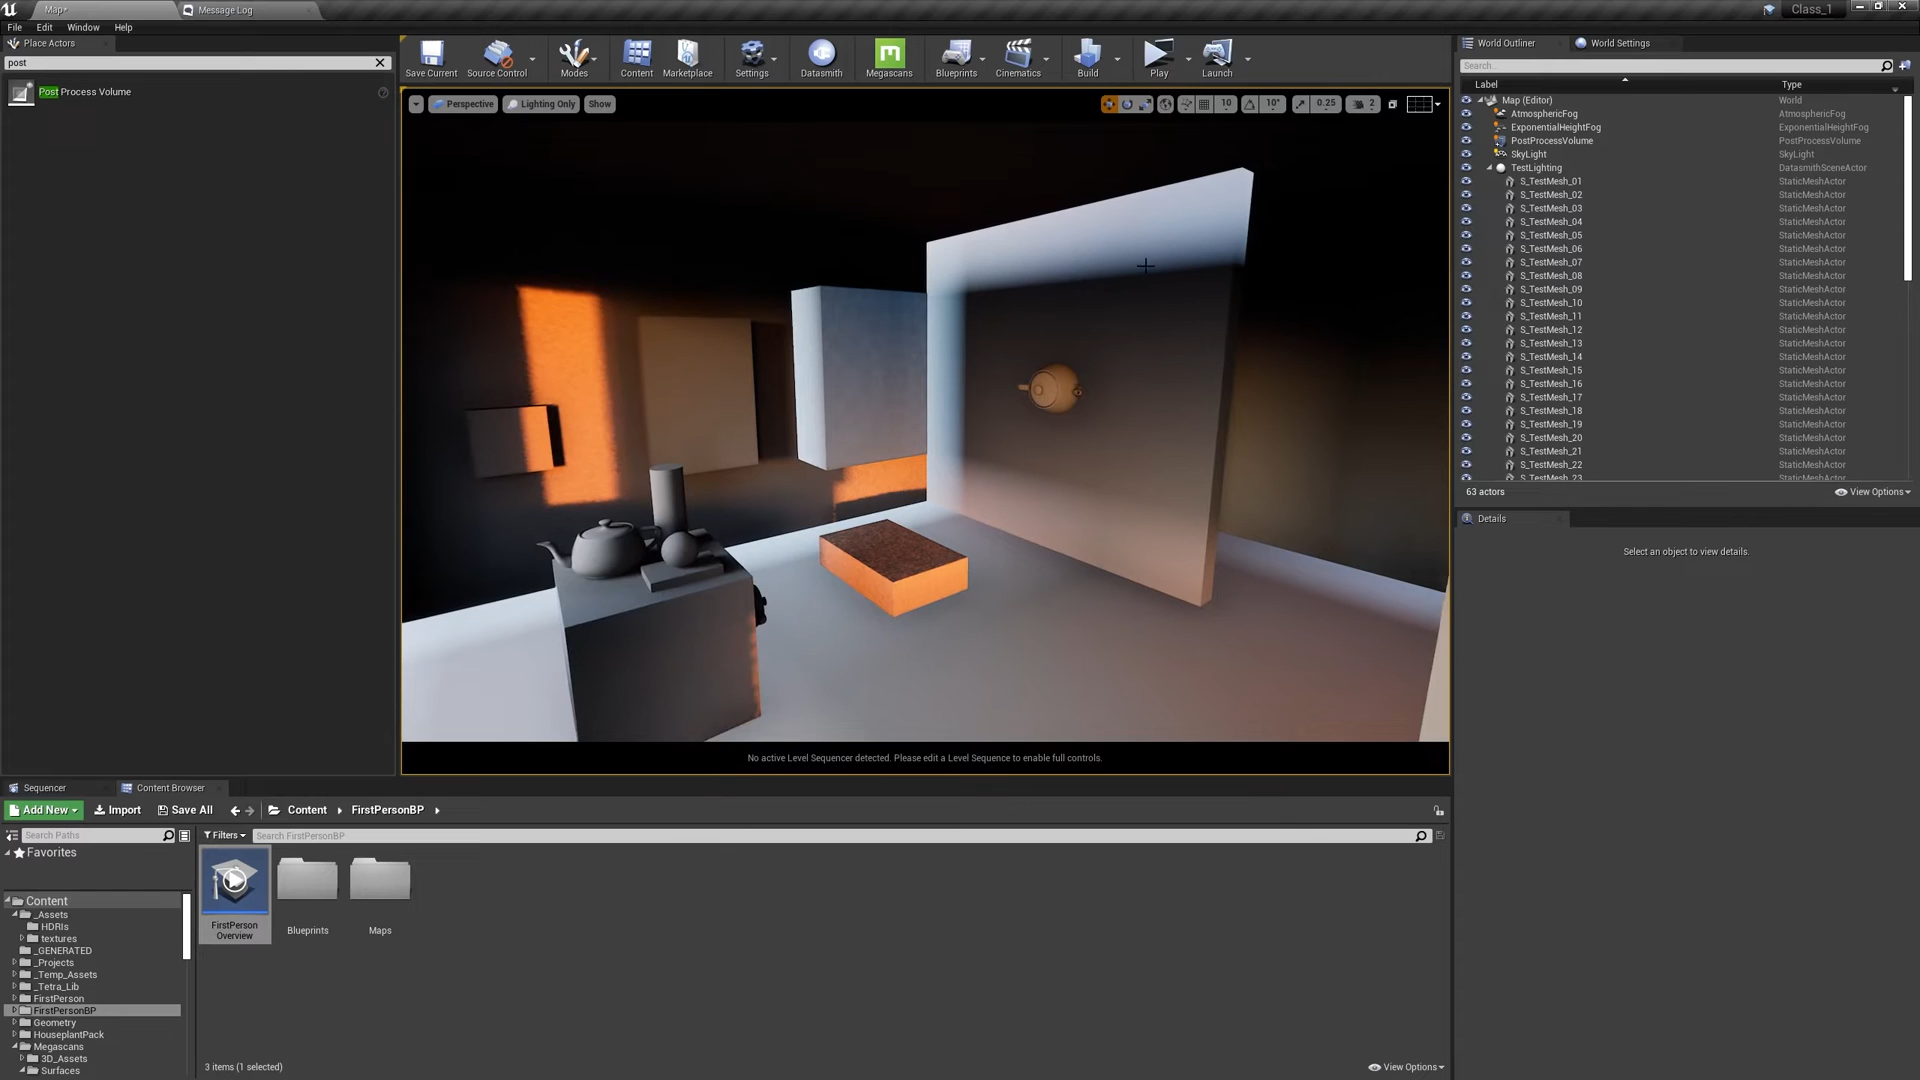 Map*
Message Log
Class_1
File Edit Window Help
Place Actors
post
Post Process Volume
Save Current
Source Control
Modes
Content
Marketplace
Settings
Datasmith
Megascans
Blueprints
Cinematics
Build
Play
Launch
Perspective
Lighting Only
Show
10
10°
0.25
2
No active Level Sequencer detected. Please edit a Level Sequence to enable full controls.
World Outliner
World Settings
Search...
Label Type
Map (Editor) World
AtmosphericFog AtmosphericFog
ExponentialHeightFog ExponentialHeightFog
PostProcessVolume PostProcessVolume
SkyLight SkyLight
TestLighting DatasmithSceneActor
S_TestMesh_01 StaticMeshActor
S_TestMesh_02 StaticMeshActor
S_TestMesh_03 StaticMeshActor
S_TestMesh_04 StaticMeshActor
S_TestMesh_05 StaticMeshActor
S_TestMesh_06 StaticMeshActor
S_TestMesh_07 StaticMeshActor
S_TestMesh_08 StaticMeshActor
S_TestMesh_09 StaticMeshActor
S_TestMesh_10 StaticMeshActor
S_TestMesh_11 StaticMeshActor
S_TestMesh_12 StaticMeshActor
S_TestMesh_13 StaticMeshActor
S_TestMesh_14 StaticMeshActor
S_TestMesh_15 StaticMeshActor
S_TestMesh_16 StaticMeshActor
S_TestMesh_17 StaticMeshActor
S_TestMesh_18 StaticMeshActor
S_TestMesh_19 StaticMeshActor
S_TestMesh_20 StaticMeshActor
S_TestMesh_21 StaticMeshActor
S_TestMesh_22 StaticMeshActor
S_TestMesh_23 StaticMeshActor
63 actors
View Options
Details
Select an object to view details.
Sequencer
Content Browser
Add New
Import
Save All
Content
FirstPersonBP
Search Paths
Filters
Search FirstPersonBP
Favorites
Content
_Assets
HDRIs
textures
_GENERATED
_Projects
_Temp_Assets
_Tetra_Lib
FirstPerson
FirstPersonBP
Geometry
HouseplantPack
Megascans
3D_Assets
Surfaces
FirstPerson
Overview
Blueprints
Maps
3 items (1 selected)
View Options